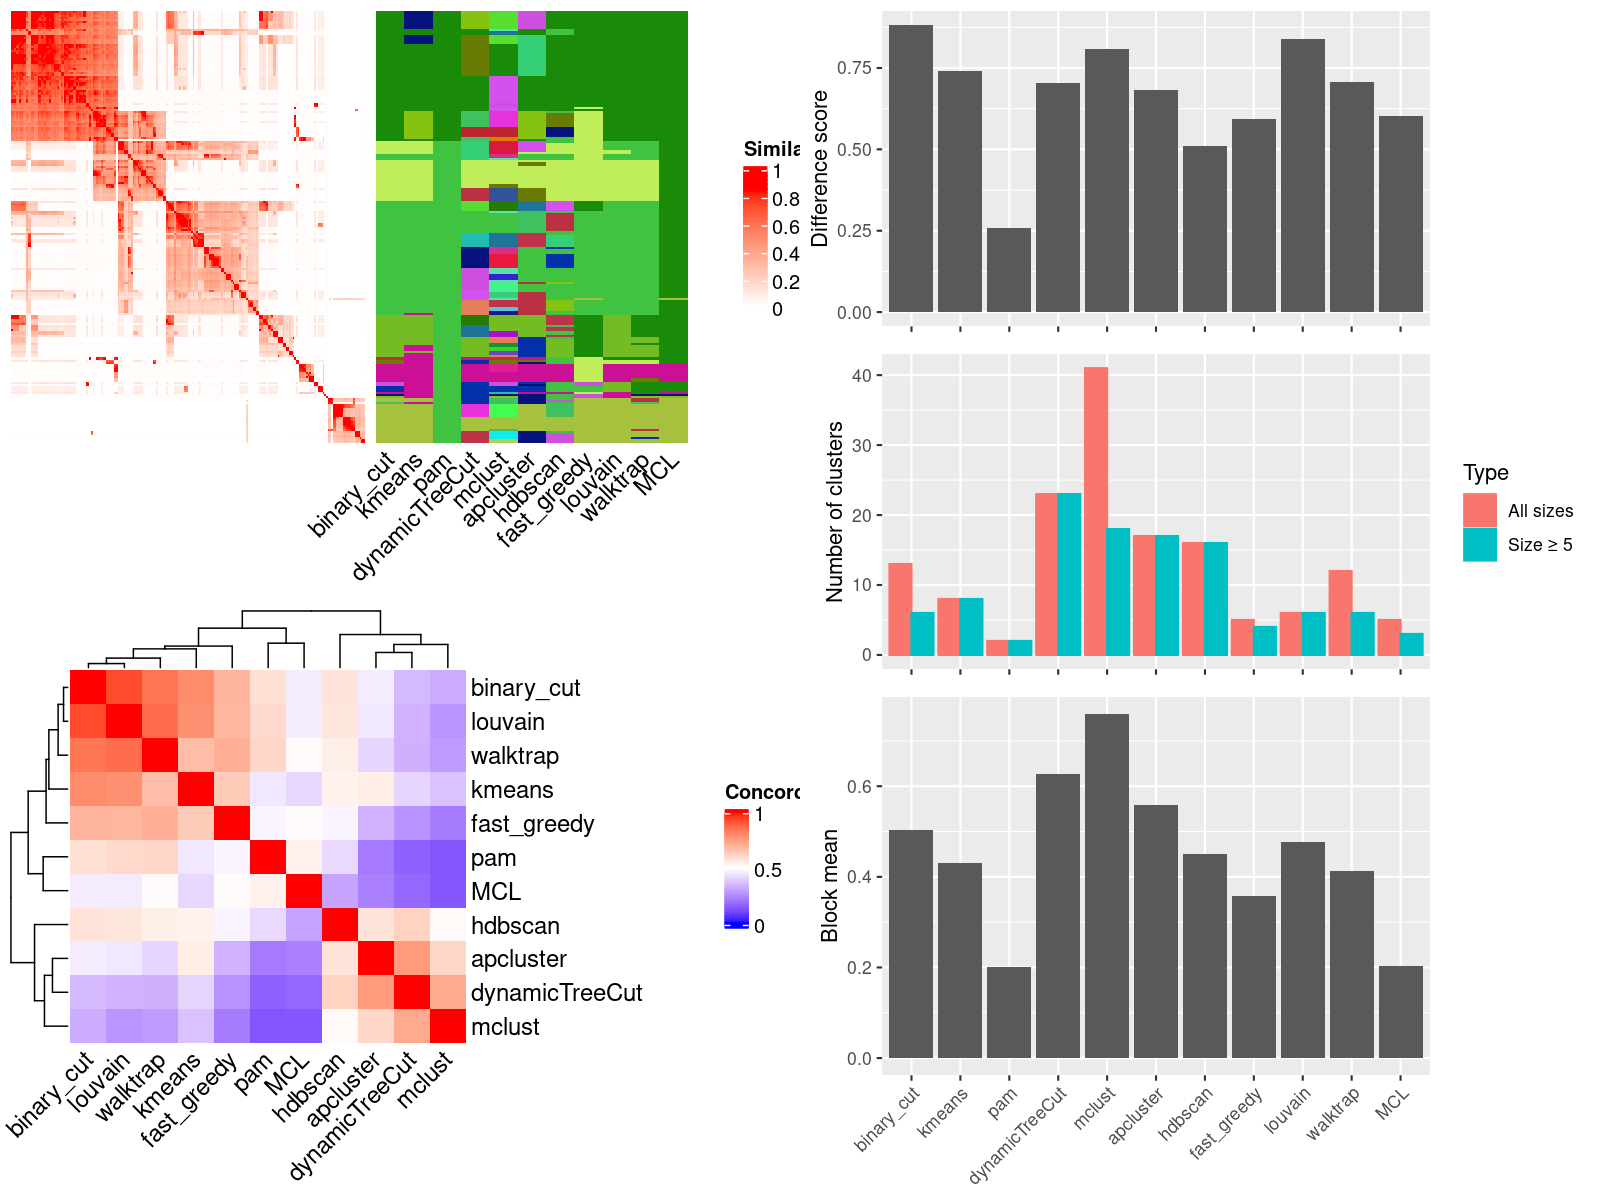 Simila
1
0.8
0.6
0.4
0.2
0
binary_cut
kmeans
pam
dynamicTreeCut
mclust
apcluster
hdbscan
fast_greedy
louvain
walktrap
MCL
binary_cut
louvain
walktrap
kmeans
fast_greedy
pam
MCL
hdbscan
apcluster
dynamicTreeCut
mclust
binary_cut
louvain
walktrap
kmeans
fast_greedy
pam
MCL
hdbscan
apcluster
dynamicTreeCut
mclust
Concord
1
0.5
0
Difference score
0.75
0.50
0.25
0.00
Number of clusters
40
30
20
10
0
Type
All sizes
Size ≥ 5
Block mean
0.6
0.4
0.2
0.0
binary_cut
kmeans
pam
dynamicTreeCut
mclust
apcluster
hdbscan
fast_greedy
louvain
walktrap
MCL